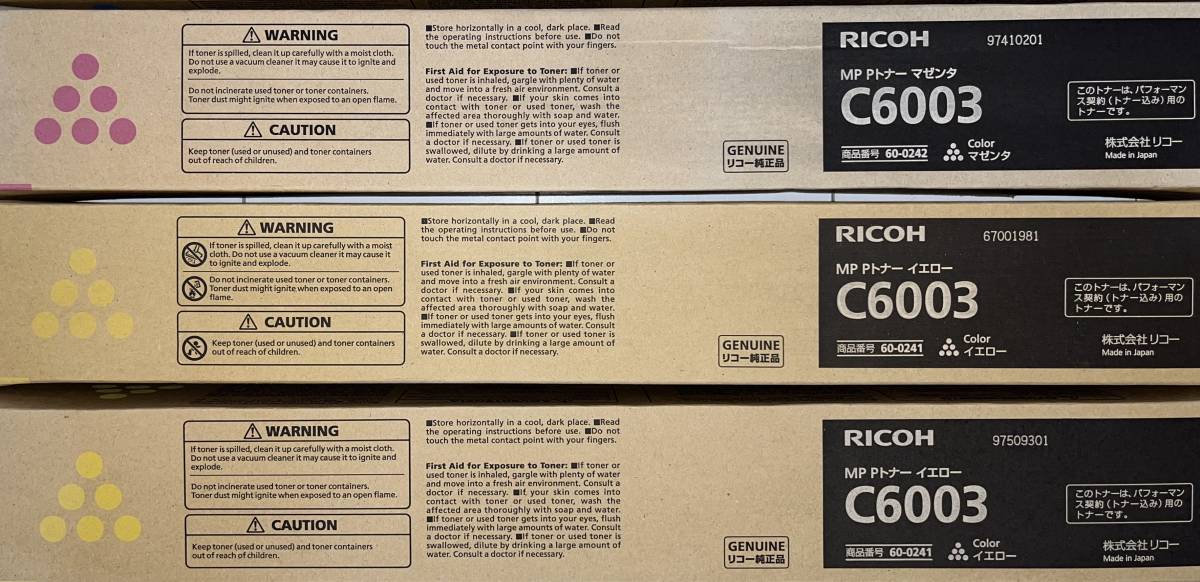 WARNING
If toner is spilled, clean it up carefully with a moist cloth.
Do not use a vacuum cleaner it may cause it to ignite and
explode.
Do not incinerate used toner or toner containers.
Toner dust might ignite when exposed to an open flame.
CAUTION
Keep toner (used or unused) and toner containers
out of reach of children.
■Store horizontally in a cool, dark place. ■Read
the operating instructions before use. ■Do not
touch the metal contact point with your fingers.
First Aid for Exposure to Toner: ■If toner or
used toner is inhaled, gargle with plenty of water
and move into a fresh air environment. Consult a
doctor if necessary. ■If your skin comes into
contact with toner or used toner, wash the
affected area thoroughly with soap and water.
■If toner or used toner gets into your eyes, flush
immediately with large amounts of water. Consult
a doctor if necessary. ■If toner or used toner is
swallowed, dilute by drinking a large amount of
water. Consult a doctor if necessary.
GENUINE
リコー純正品
RICOH 97410201
MP Pトナー マゼンタ
C6003
このトナーは、パフォーマン
ス契約(トナー込み)用の
トナーです。
商品番号 60-0242
Color
マゼンタ
株式会社リコー
Made in Japan
WARNING
If toner is spilled, clean it up carefully with a moist
cloth. Do not use a vacuum cleaner it may cause it
to ignite and explode.
Do not incinerate used toner or toner containers.
Toner dust might ignite when exposed to an open
flame.
CAUTION
Keep toner (used or unused) and toner containers
out of reach of children.
■Store horizontally in a cool, dark place. ■Read
the operating instructions before use. ■Do not
touch the metal contact point with your fingers.
First Aid for Exposure to Toner: ■If toner or
used toner is inhaled, gargle with plenty of water
and move into a fresh air environment. Consult a
doctor if necessary. ■If your skin comes into
contact with toner or used toner, wash the
affected area thoroughly with soap and water.
■If toner or used toner gets into your eyes, flush
immediately with large amounts of water. Consult
a doctor if necessary. ■If toner or used toner is
swallowed, dilute by drinking a large amount of
water. Consult a doctor if necessary.
GENUINE
リコー純正品
RICOH 67001981
MP Pトナー イエロー
C6003
このトナーは、パフォーマン
ス契約(トナー込み)用の
トナーです。
商品番号 60-0241
Color
イエロー
株式会社リコー
Made in Japan
WARNING
If toner is spilled, clean it up carefully with a moist cloth.
Do not use a vacuum cleaner it may cause it to ignite and
explode.
Do not incinerate used toner or toner containers.
Toner dust might ignite when exposed to an open flame.
CAUTION
Keep toner (used or unused) and toner containers
out of reach of children.
■Store horizontally in a cool, dark place. ■Read
the operating instructions before use. ■Do not
touch the metal contact point with your fingers.
First Aid for Exposure to Toner: ■If toner or
used toner is inhaled, gargle with plenty of water
and move into a fresh air environment. Consult a
doctor if necessary. ■If your skin comes into
contact with toner or used toner, wash the
affected area thoroughly with soap and water.
■If toner or used toner gets into your eyes, flush
immediately with large amounts of water. Consult
a doctor if necessary. ■If toner or used toner is
swallowed, dilute by drinking a large amount of
water. Consult a doctor if necessary.
GENUINE
リコー純正品
RICOH 97509301
MP Pトナー イエロー
C6003
このトナーは、パフォーマン
ス契約(トナー込み)用の
トナーです。
商品番号 60-0241
Color
イエロー
株式会社リコー
Made in Japan